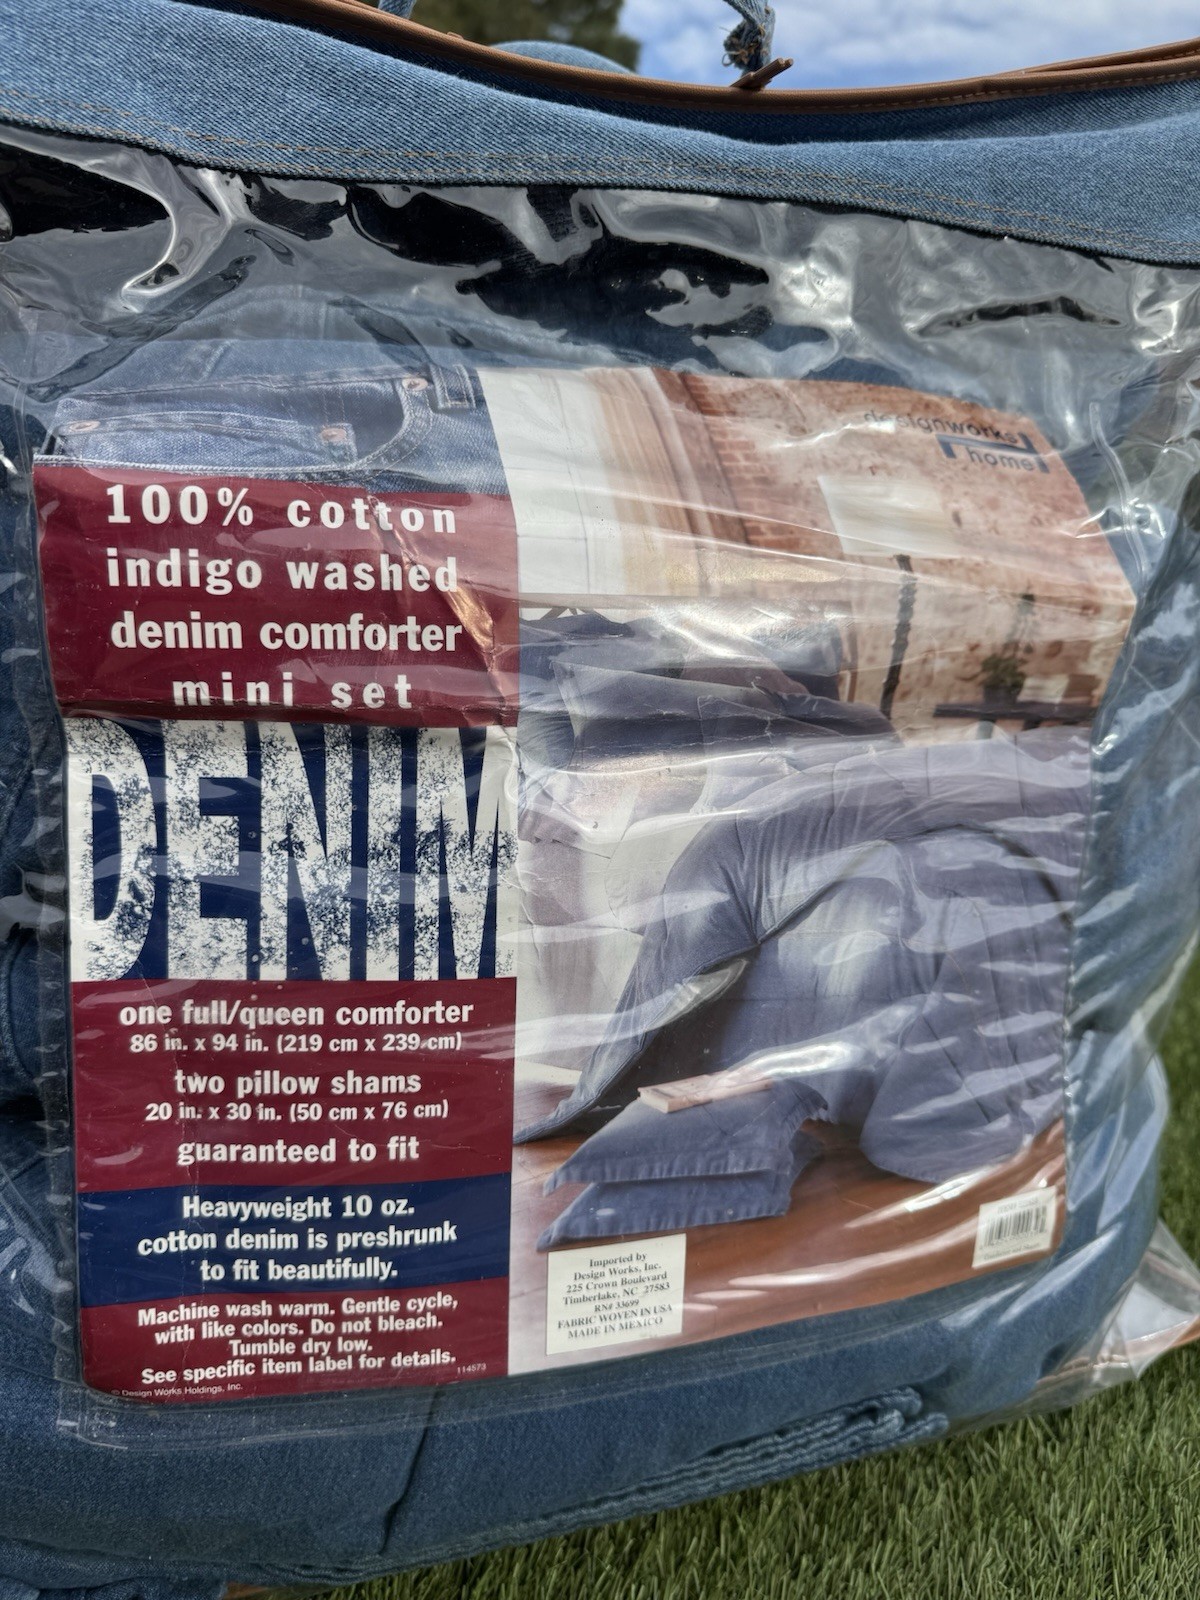 designworks
home
100% cotton
indigo washed
denim comforter
mini set
DENIM
one full/queen comforter
86 in. x 94 in. (219 cm x 239 cm)
two pillow shams
20 in. x 30 in. (50 cm x 76 cm)
guaranteed to fit
Heavyweight 10 oz.
cotton denim is preshrunk
to fit beautifully.
Machine wash warm. Gentle cycle,
with like colors. Do not bleach.
Tumble dry low.
See specific item label for details.
114573
© Design Works Holdings, Inc.
Imported by
Design Works, Inc.
225 Crown Boulevard
Timberlake, NC 27583
RN# 33699
FABRIC WOVEN IN USA
MADE IN MEXICO